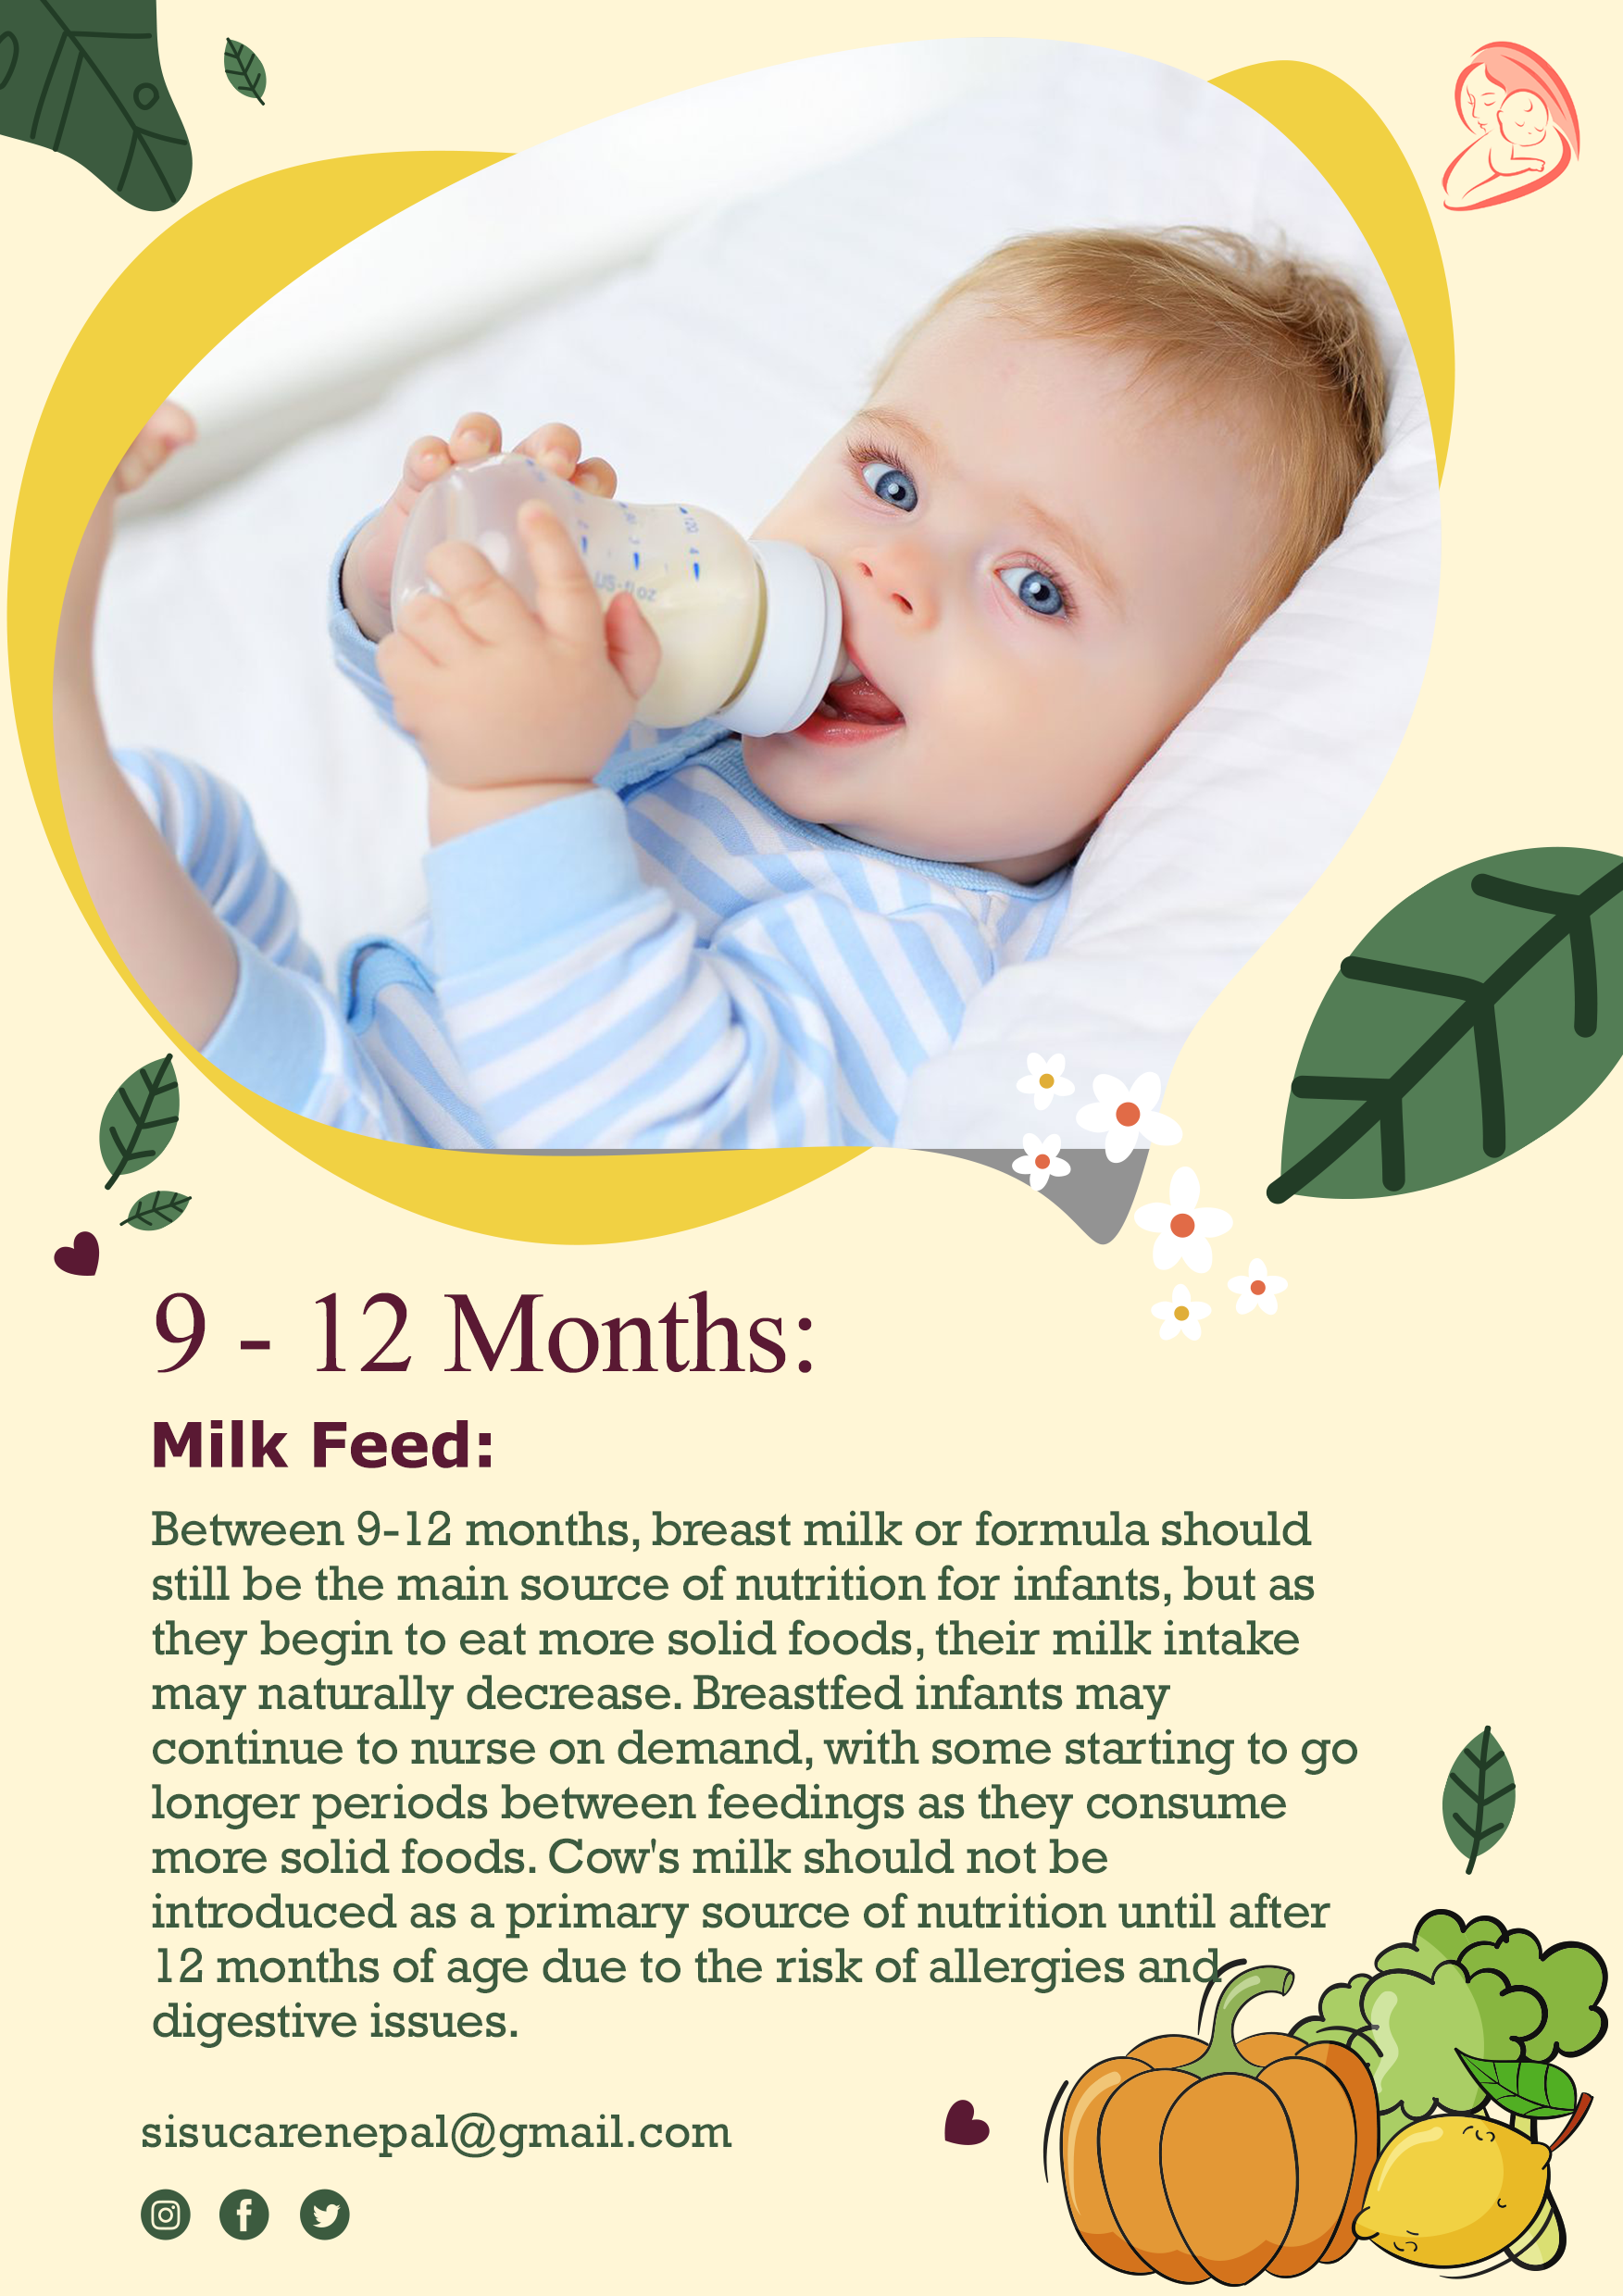 US-fl oz
9 - 12 Months:
Milk Feed:
Between 9-12 months, breast milk or formula should
still be the main source of nutrition for infants, but as
they begin to eat more solid foods, their milk intake
may naturally decrease. Breastfed infants may
continue to nurse on demand, with some starting to go
longer periods between feedings as they consume
more solid foods. Cow's milk should not be
introduced as a primary source of nutrition until after
12 months of age due to the risk of allergies and
digestive issues.
sisucarenepal@gmail.com